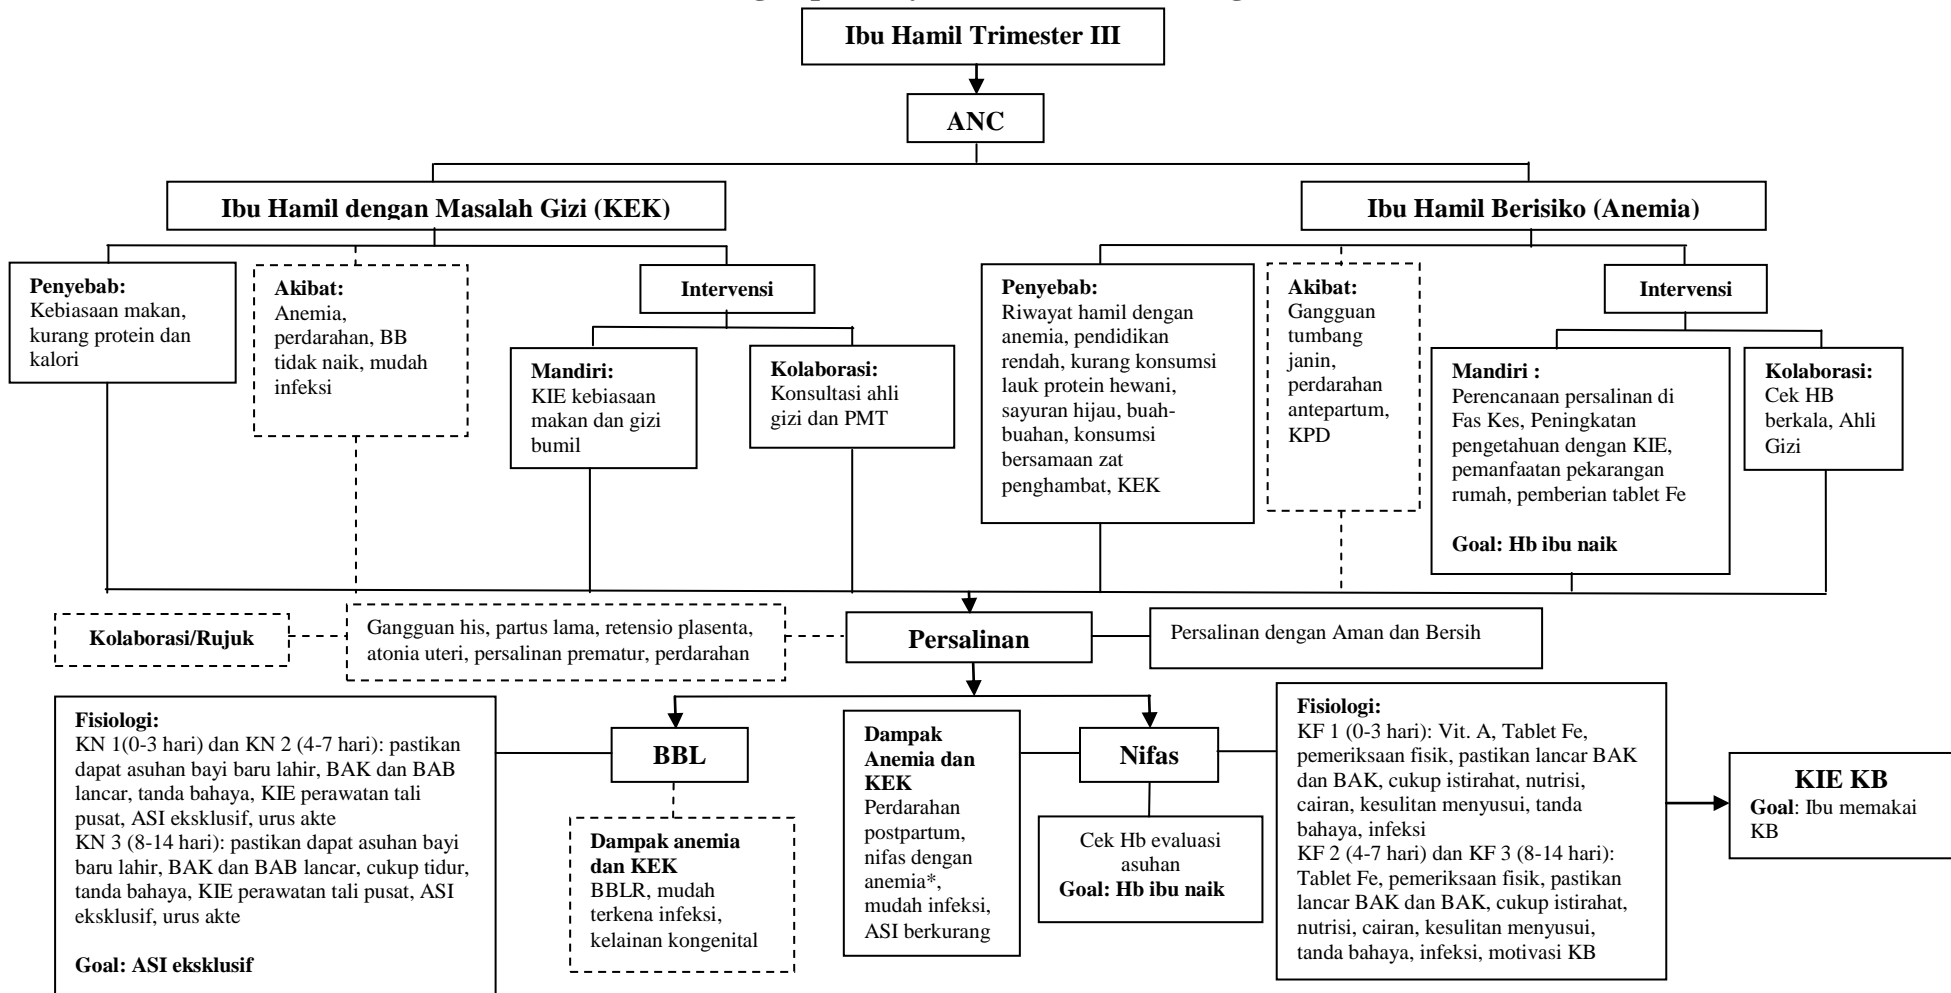 Ibu Hamil Trimester III
ANC
Ibu Hamil dengan Masalah Gizi (KEK)
Ibu Hamil Berisiko (Anemia)
Penyebab:
Kebiasaan makan,
kurang protein dan
kalori
Akibat:
Anemia,
perdarahan, BB
tidak naik, mudah
infeksi
Intervensi
Mandiri:
KIE kebiasaan
makan dan gizi
bumil
Kolaborasi:
Konsultasi ahli
gizi dan PMT
Penyebab:
Riwayat hamil dengan
anemia, pendidikan
rendah, kurang konsumsi
lauk protein hewani,
sayuran hijau, buah-
buahan, konsumsi
bersamaan zat
penghambat, KEK
Akibat:
Gangguan
tumbang
janin,
perdarahan
antepartum,
KPD
Intervensi
Mandiri :
Perencanaan persalinan di
Fas Kes, Peningkatan
pengetahuan dengan KIE,
pemanfaatan pekarangan
rumah, pemberian tablet Fe
Goal: Hb ibu naik
Kolaborasi:
Cek HB
berkala, Ahli
Gizi
Kolaborasi/Rujuk
Gangguan his, partus lama, retensio plasenta,
atonia uteri, persalinan prematur, perdarahan
Persalinan
Persalinan dengan Aman dan Bersih
Fisiologi:
KN 1(0-3 hari) dan KN 2 (4-7 hari): pastikan
dapat asuhan bayi baru lahir, BAK dan BAB
lancar, tanda bahaya, KIE perawatan tali
pusat, ASI eksklusif, urus akte
KN 3 (8-14 hari): pastikan dapat asuhan bayi
baru lahir, BAK dan BAB lancar, cukup tidur,
tanda bahaya, KIE perawatan tali pusat, ASI
eksklusif, urus akte
Goal: ASI eksklusif
BBL
Dampak anemia
dan KEK
BBLR, mudah
terkena infeksi,
kelainan kongenital
Dampak
Anemia dan
KEK
Perdarahan
postpartum,
nifas dengan
anemia*,
mudah infeksi,
ASI berkurang
Nifas
Cek Hb evaluasi
asuhan
Goal: Hb ibu naik
Fisiologi:
KF 1 (0-3 hari): Vit. A, Tablet Fe,
pemeriksaan fisik, pastikan lancar BAK
dan BAK, cukup istirahat, nutrisi,
cairan, kesulitan menyusui, tanda
bahaya, infeksi
KF 2 (4-7 hari) dan KF 3 (8-14 hari):
Tablet Fe, pemeriksaan fisik, pastikan
lancar BAK dan BAK, cukup istirahat,
nutrisi, cairan, kesulitan menyusui,
tanda bahaya, infeksi, motivasi KB
KIE KB
Goal: Ibu memakai
KB